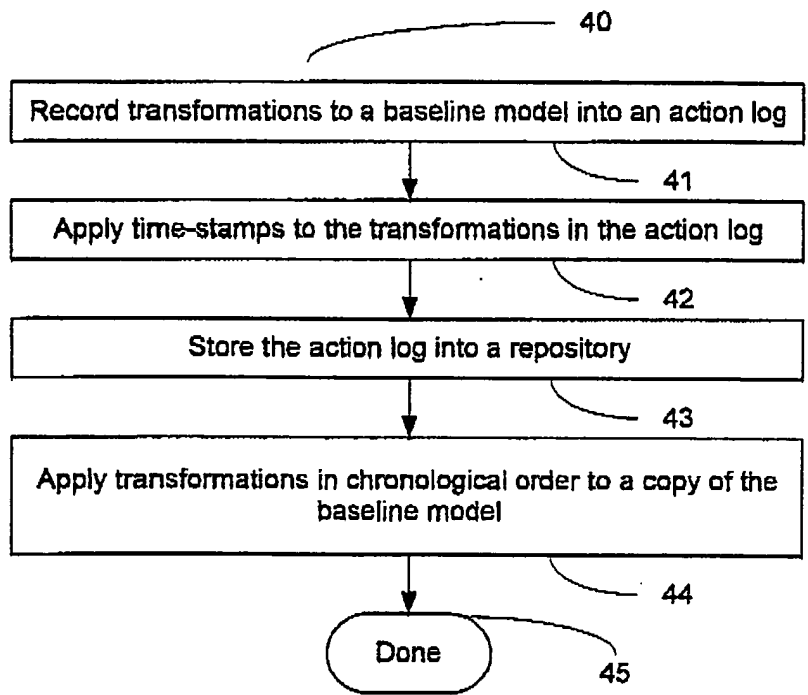 40
Record transformations to a baseline model into an action log
41
Apply time-stamps to the transformations in the action log
42
Store the action log into a repository
43
Apply transformations in chronological order to a copy of the
baseline model
44
Done
45